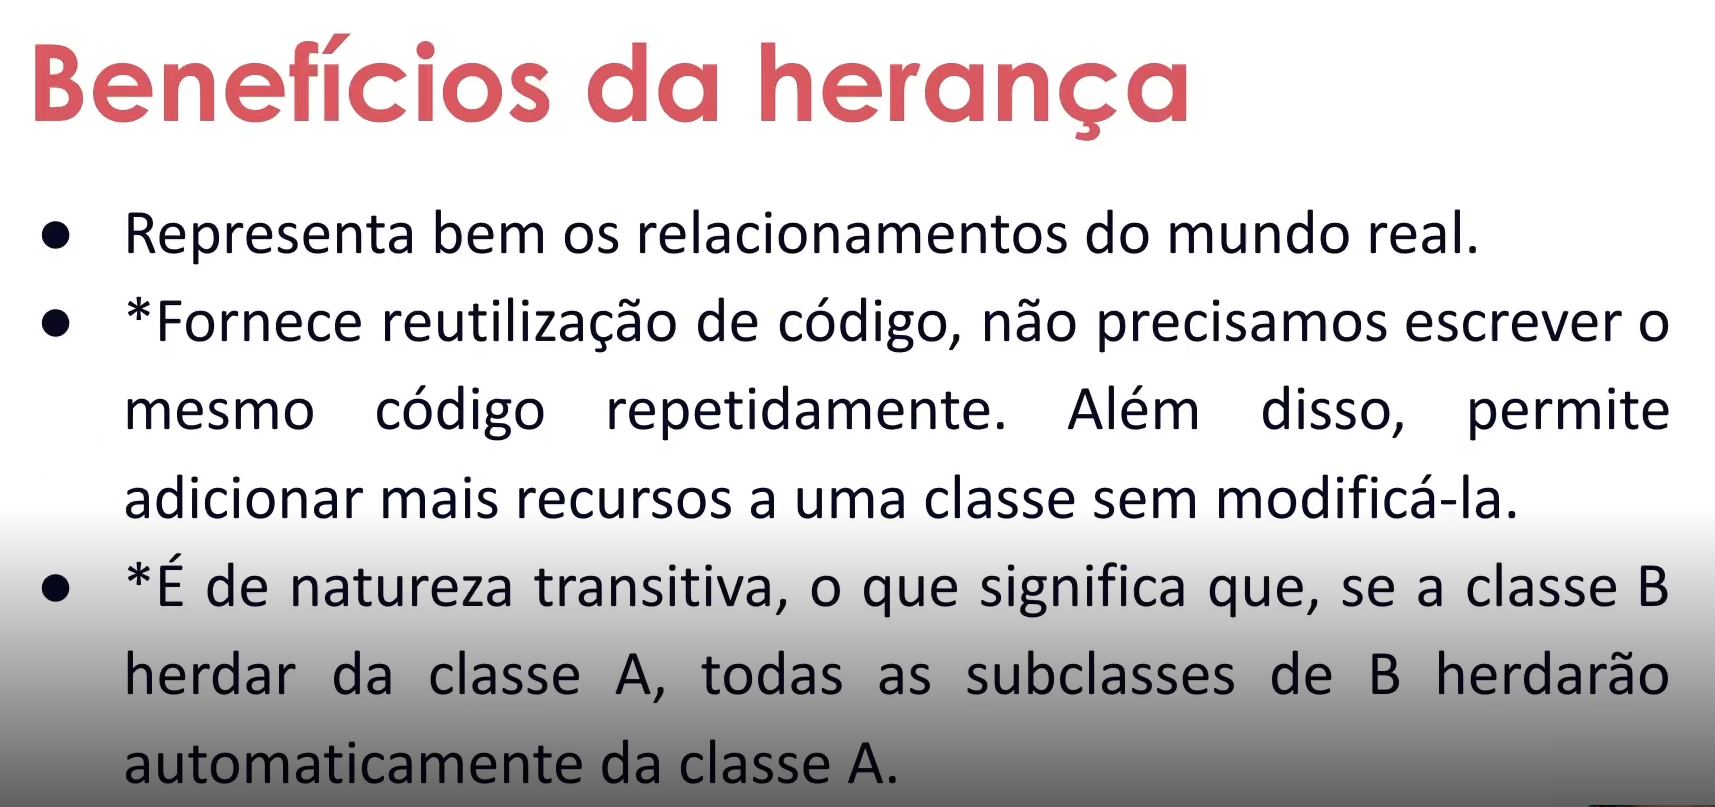 Benefícios da herança
● Representa bem os relacionamentos do mundo real.
● *Fornece reutilização de código, não precisamos escrever o
mesmo código repetidamente. Além disso, permite
adicionar mais recursos a uma classe sem modificá-la.
● *É de natureza transitiva, o que significa que, se a classe B
herdar da classe A, todas as subclasses de B herdarão
automaticamente da classe A.